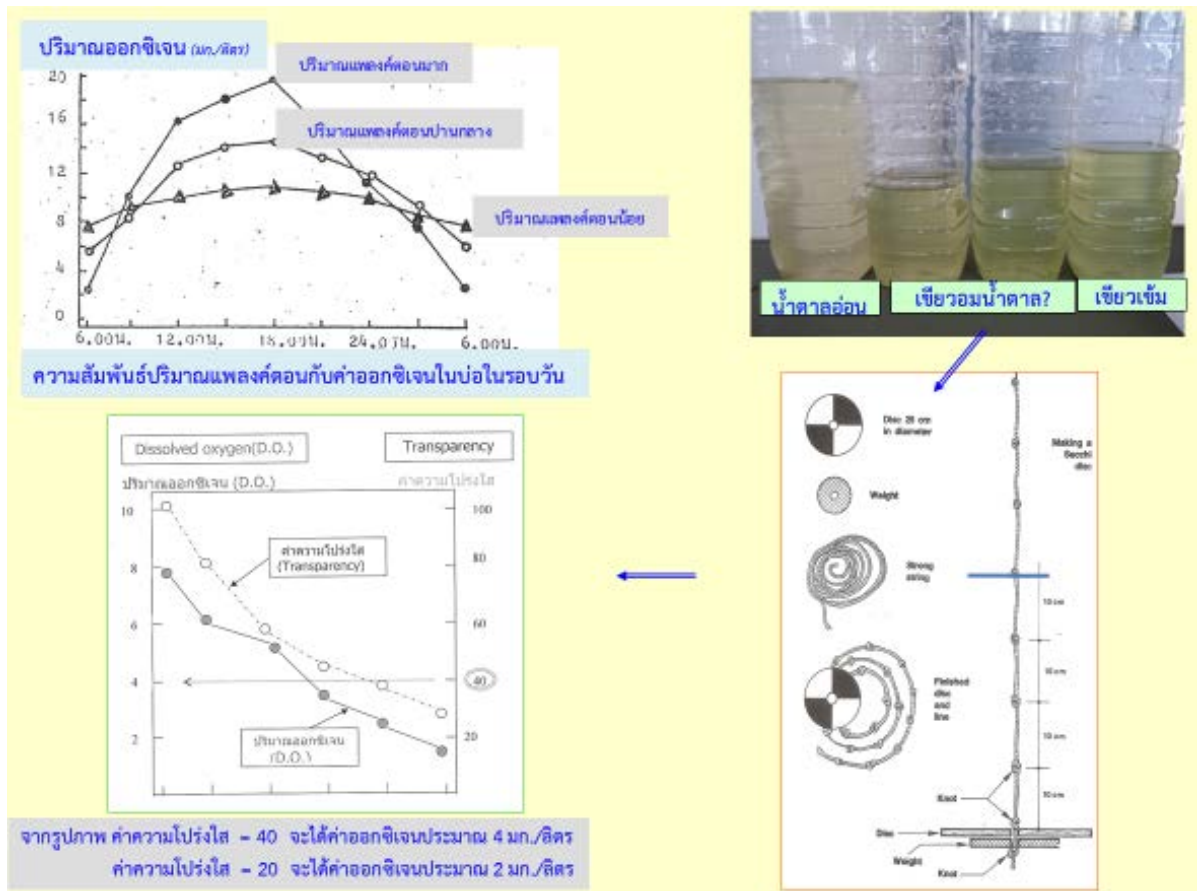 ปริมาณออกซิเจน (มก./ลิตร)
ปริมาณแพลงค์ตอนมาก
ปริมาณแพลงค์ตอนปานกลาง
ปริมาณแพลงค์ตอนน้อย
20
16
12
8
4
0
6.00น. 12.00น. 18.00น. 24.00น. 6.00น.
ความสัมพันธ์ปริมาณแพลงค์ตอนกับค่าออกซิเจนในบ่อในรอบวัน
น้ำตาลอ่อน
เขียวอมน้ำตาล?
เขียวเข้ม
Dissolved oxygen(D.O.)
Transparency
ปริมาณออกซิเจน (D.O.)
ค่าความโปร่งใส
10
8
6
4
2
100
80
60
40
20
ค่าความโปร่งใส
(Transparency)
ปริมาณออกซิเจน
(D.O.)
จากรูปภาพ ค่าความโปร่งใส = 40 จะได้ค่าออกซิเจนประมาณ 4 มก./ลิตร
ค่าความโปร่งใส = 20 จะได้ค่าออกซิเจนประมาณ 2 มก./ลิตร
Disc 20 cm
in diameter
Making a
Secchi
disc
Weight
Strong
string
Finished
disc
and
line
10 cm
10 cm
10 cm
10 cm
Knot
Disc
Weight
Knot